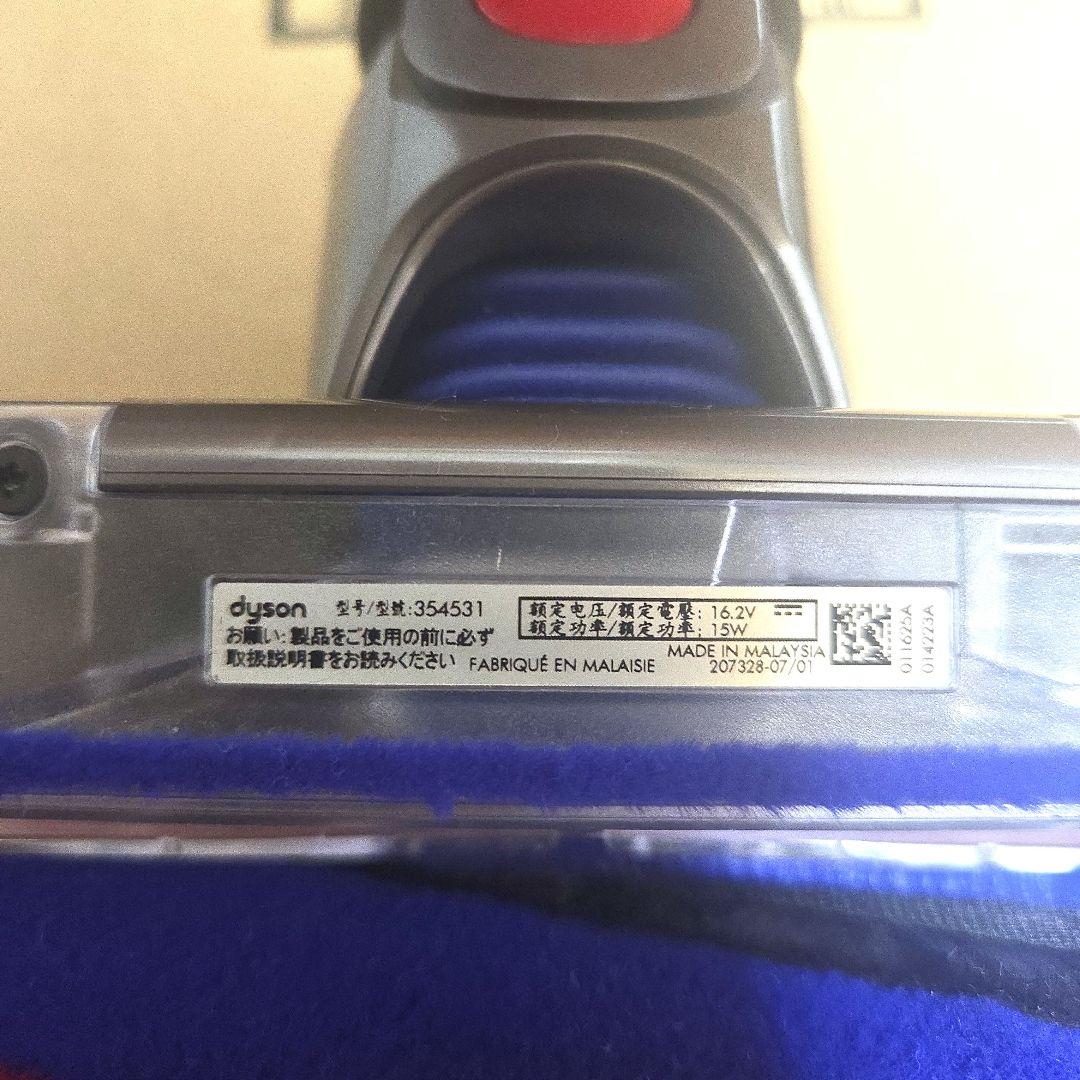 dyson 型号/型號:354531
お願い:製品をご使用の前に必ず
取扱説明書をお読みください
FABRIQUÉ EN MALAISIE
额定电压/額定電壓: 16.2V
额定功率/額定功率: 15W
MADE IN MALAYSIA
207328-07/01
011625A
014223A